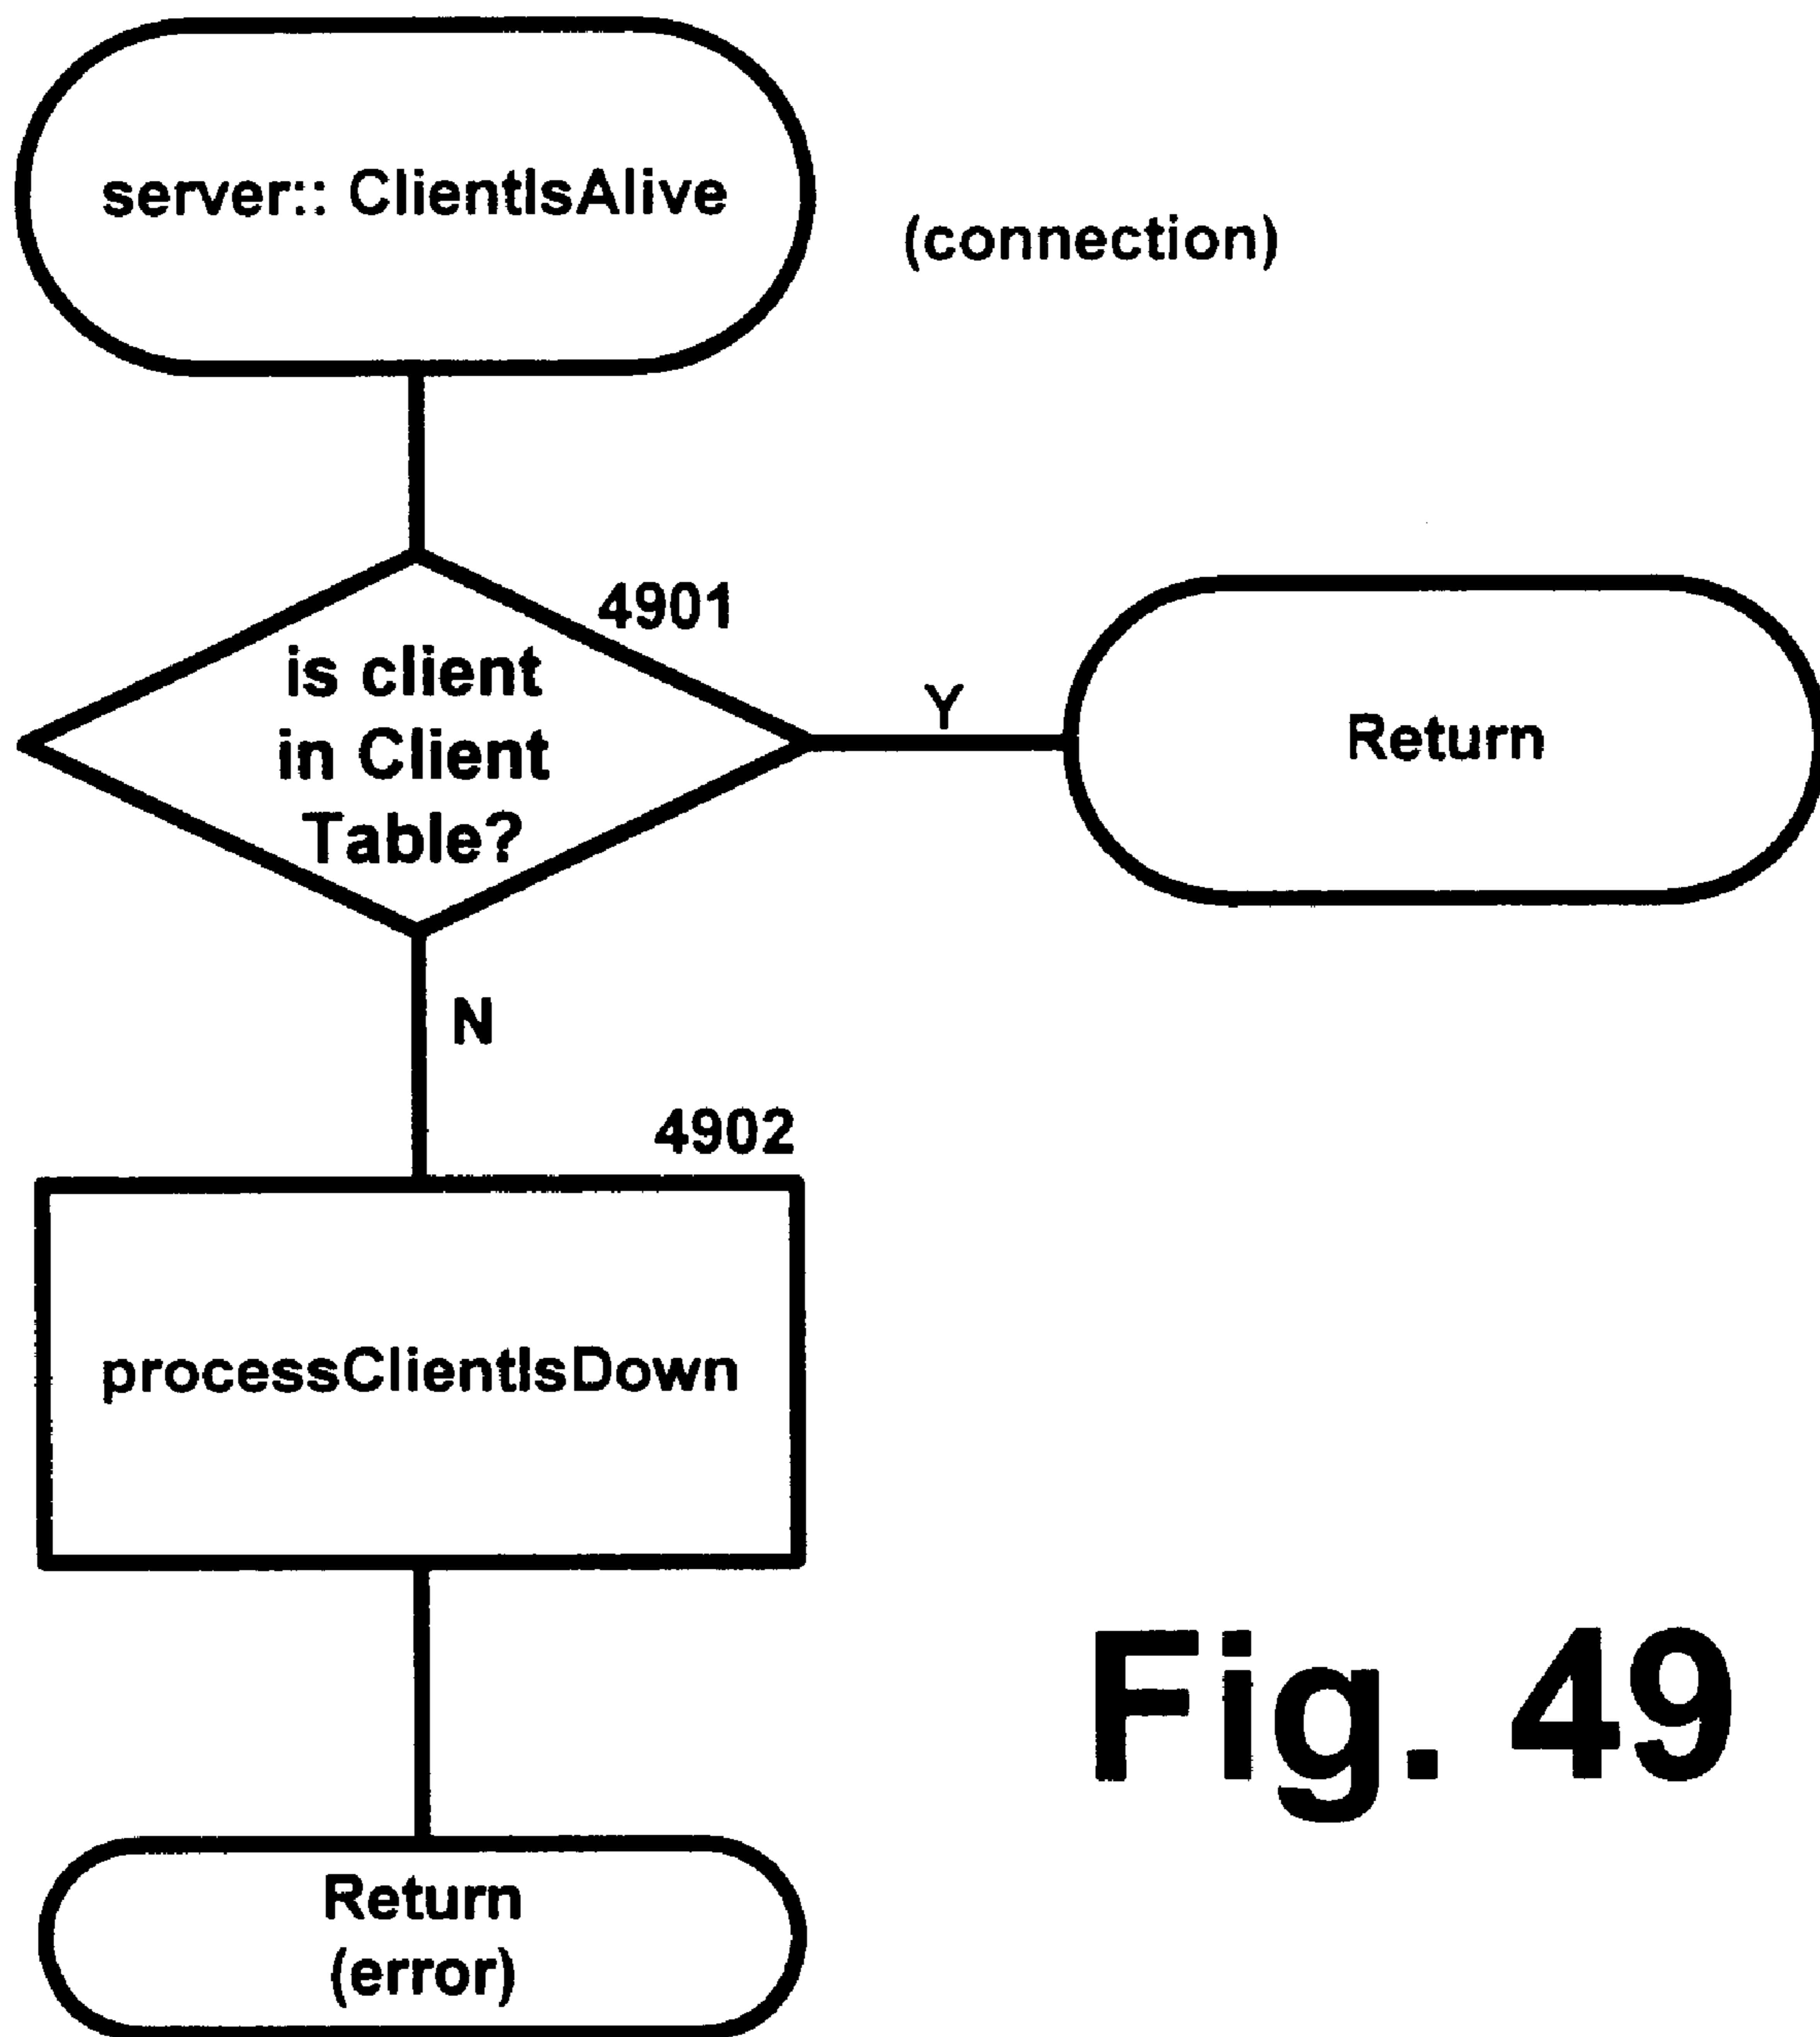 server:: ClientIsAlive
(connection)
4901
is client
in Client
Table?
Y
Return
N
4902
processClientIsDown
Return
(error)
Fig. 49